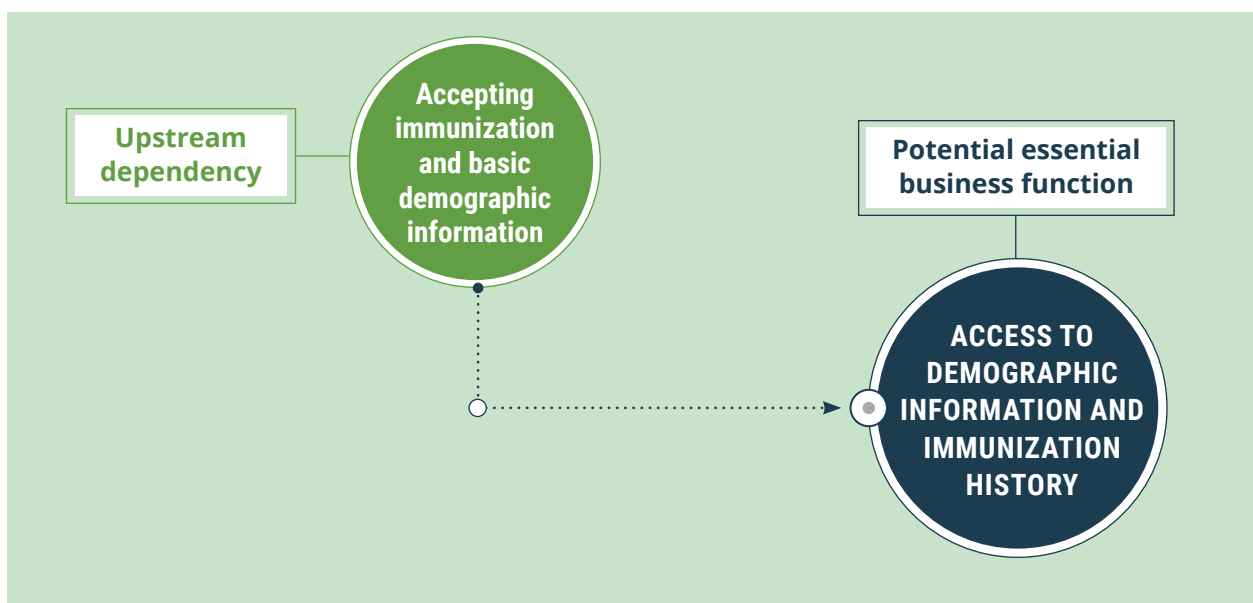 Upstream
dependency
Accepting
immunization
and basic
demographic
information
Potential essential
business function
ACCESS TO
DEMOGRAPHIC
INFORMATION AND
IMMUNIZATION
HISTORY